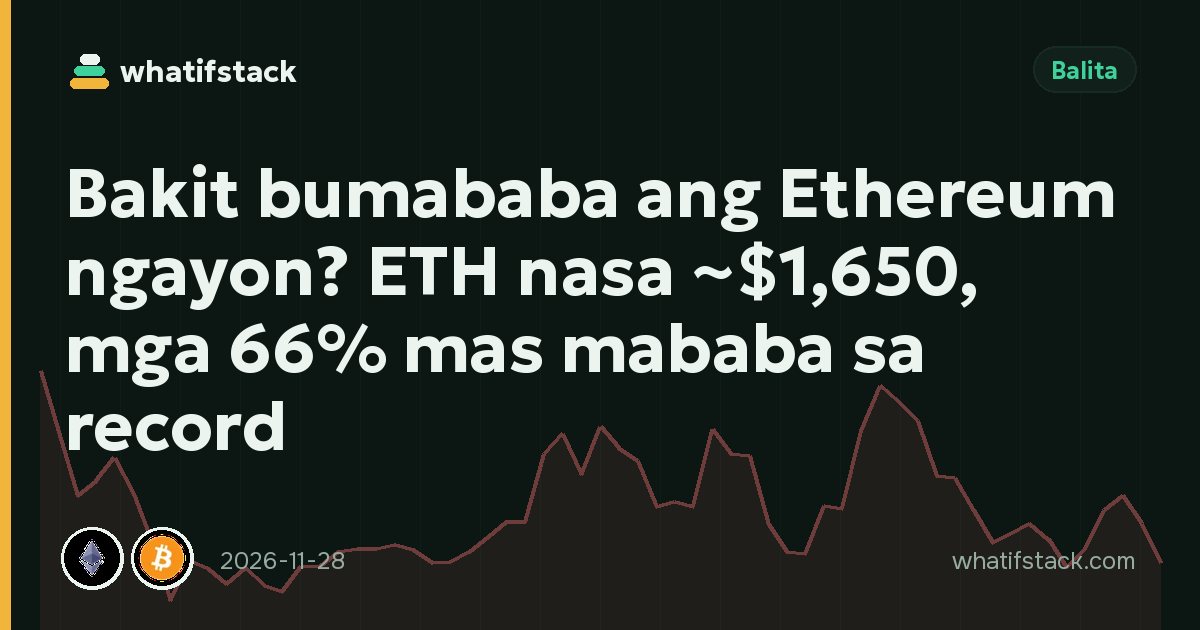 whatifstack
Balita
Bakit bumababa ang Ethereum
ngayon? ETH nasa ~$1,650,
mga 66% mas mababa sa
record
2026-11-28
whatifstack.com